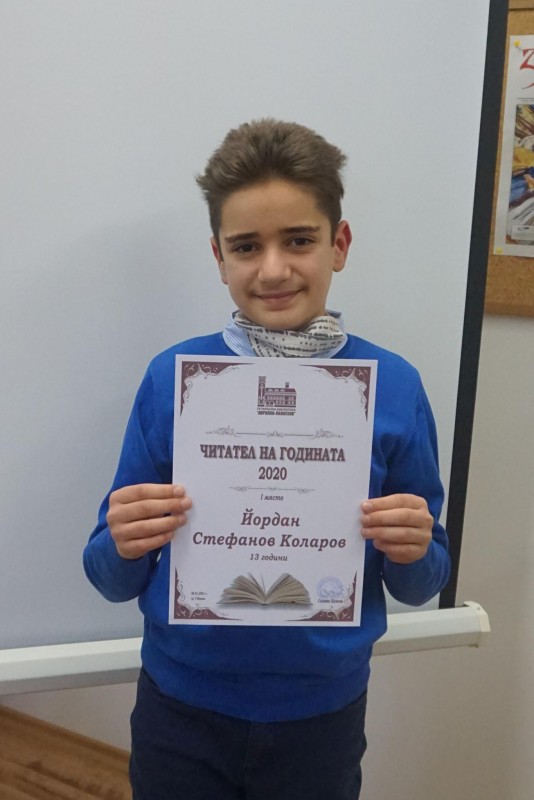 ЧИТАТЕЛ НА ГОДИНАТА
2020
I място
Йордан
Стефанов Коларов
13 години